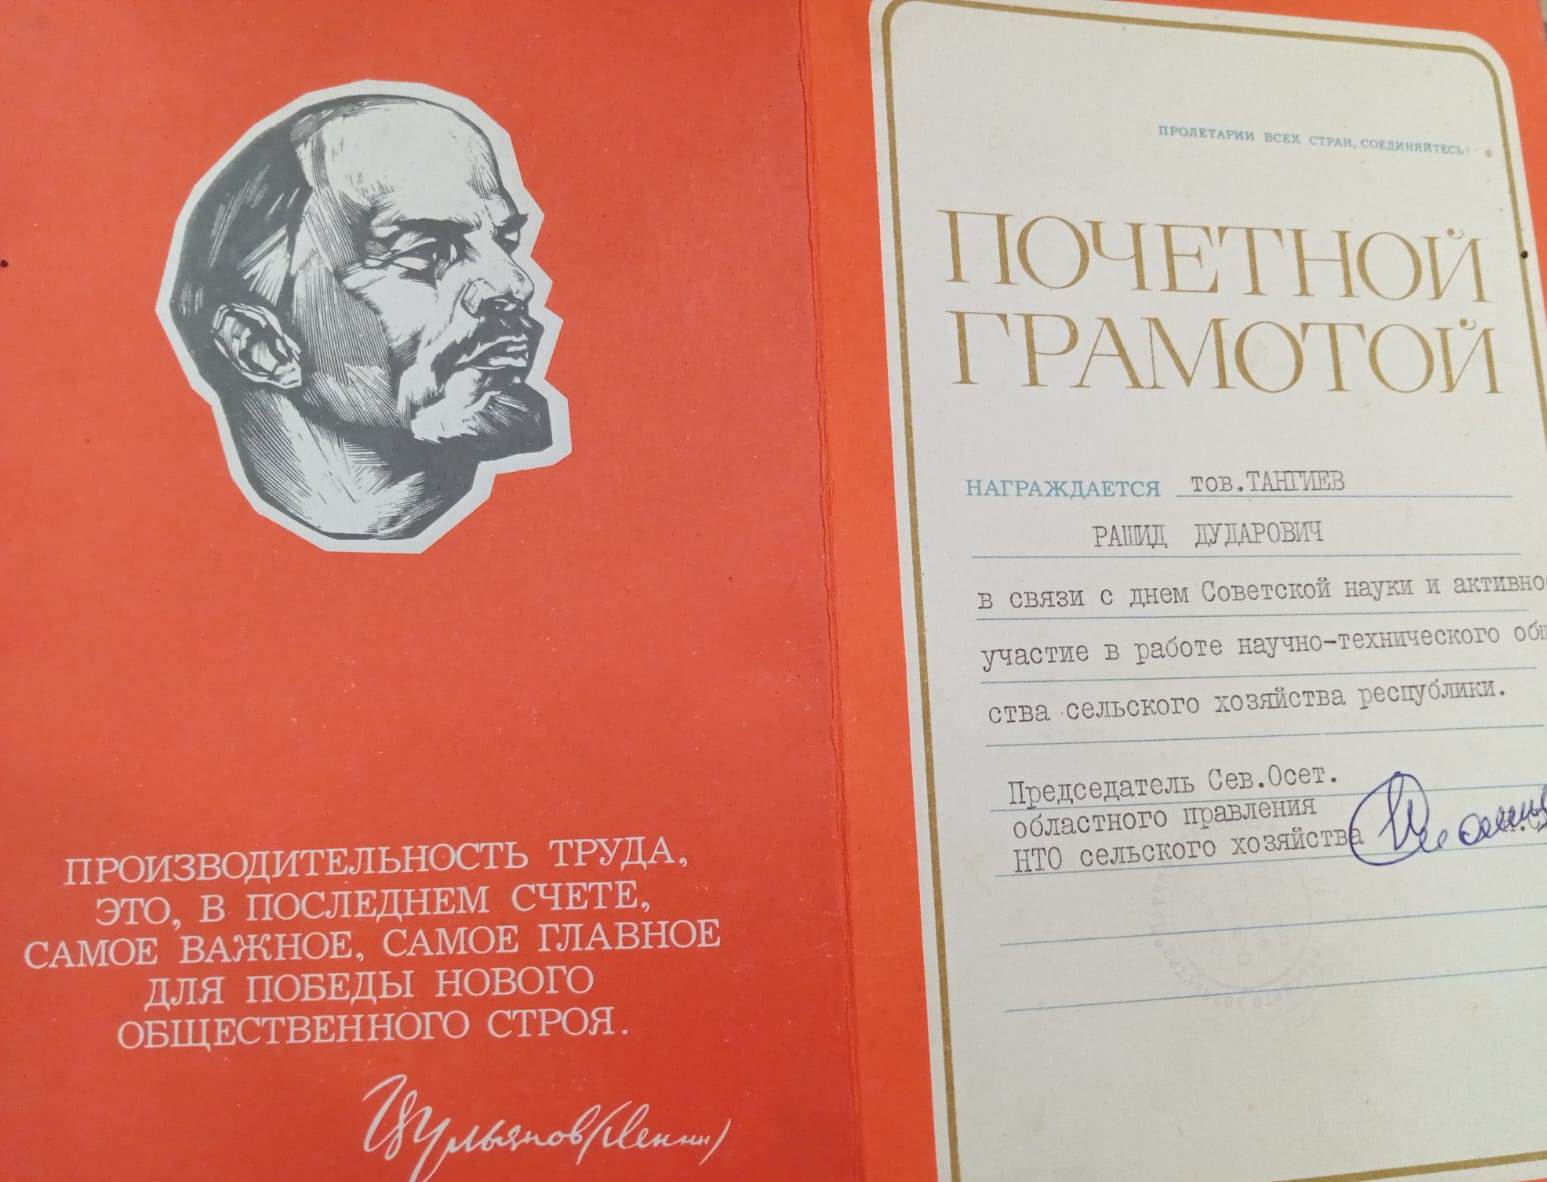 ПРОИЗВОДИТЕЛЬНОСТЬ ТРУДА,
ЭТО, В ПОСЛЕДНЕМ СЧЕТЕ,
САМОЕ ВАЖНОЕ, САМОЕ ГЛАВНОЕ
ДЛЯ ПОБЕДЫ НОВОГО
ОБЩЕСТВЕННОГО СТРОЯ.
В Ульянов (Ленин)
ПРОЛЕТАРИИ ВСЕХ СТРАН, СОЕДИНЯЙТЕСЬ!
ПОЧЕТНОЙ
ГРАМОТОЙ
НАГРАЖДАЕТСЯ тов.ТАНГИЕВ
РАШИД ДУДАРОВИЧ
в связи с днем Советской науки и активно
участие в работе научно-технического общ
ства сельского хозяйства республики.
Председатель Сев.Осет.
областного правления
НТО сельского хозяйства